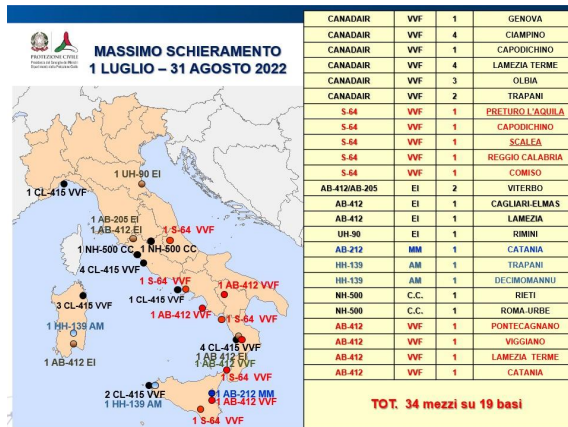 PROTEZIONE CIVILE
Presidenza del Consiglio dei Ministri
Dipartimento della Protezione Civile
MASSIMO SCHIERAMENTO
1 LUGLIO – 31 AGOSTO 2022
1 UH-90 EI
1 CL-415 VVF
1 AB-205 EI
1 AB-412 EI
1 S-64 VVF
1 NH-500 CC
1 NH-500 CC
4 CL-415 VVF
1 S-64 VVF
1 AB-412 VVF
1 CL-415 VVF
3 CL-415 VVF
1 AB-412 VVF
1 S-64 VVF
1 HH-139 AM
4 CL-415 VVF
1 AB 412 EI
1 AB-412 VVF
1 AB-412 EI
1 S-64 VVF
2 CL-415 VVF
1 HH-139 AM
1 AB-212 MM
1 AB-412 VVF
1 S-64 VVF
CANADAIR VVF 1 GENOVA
CANADAIR VVF 4 CIAMPINO
CANADAIR VVF 1 CAPODICHINO
CANADAIR VVF 4 LAMEZIA TERME
CANADAIR VVF 3 OLBIA
CANADAIR VVF 2 TRAPANI
S-64 VVF 1 PRETURO L'AQUILA
S-64 VVF 1 CAPODICHINO
S-64 VVF 1 SCALEA
S-64 VVF 1 REGGIO CALABRIA
S-64 VVF 1 COMISO
AB-412/AB-205 EI 2 VITERBO
AB-412 EI 1 CAGLIARI-ELMAS
AB-412 EI 1 LAMEZIA
UH-90 EI 1 RIMINI
AB-212 MM 1 CATANIA
HH-139 AM 1 TRAPANI
HH-139 AM 1 DECIMOMANNU
NH-500 C.C. 1 RIETI
NH-500 C.C. 1 ROMA-URBE
AB-412 VVF 1 PONTECAGNANO
AB-412 VVF 1 VIGGIANO
AB-412 VVF 1 LAMEZIA TERME
AB-412 VVF 1 CATANIA
TOT. 34 mezzi su 19 basi